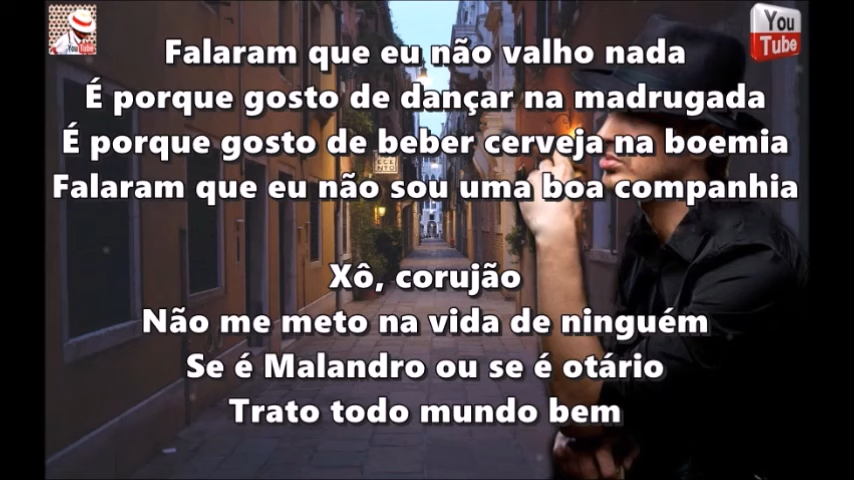 You Tube
You
Tube
Falaram que eu não valho nada
É porque gosto de dançar na madrugada
É porque gosto de beber cerveja na boemia
Falaram que eu não sou uma boa companhia
Xô, corujão
Não me meto na vida de ninguém
Se é Malandro ou se é otário
Trato todo mundo bem